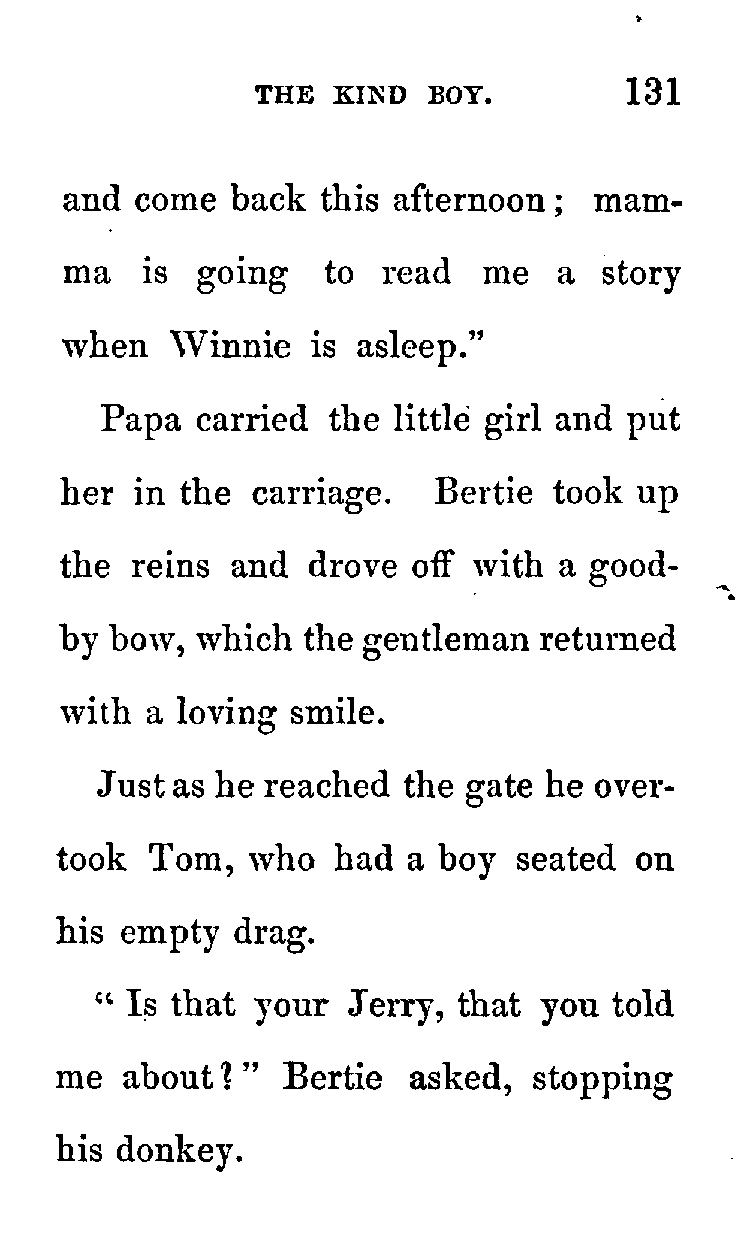 THE KIND BOY. 131
and come back this afternoon; mam-
ma is going to read me a story
when Winnie is asleep."
Papa carried the little girl and put
her in the carriage. Bertie took up
the reins and drove off with a good-
by bow, which the gentleman returned
with a loving smile.
Just as he reached the gate he over-
took Tom, who had a boy seated on
his empty drag.
"Is that your Jerry, that you told
me about?" Bertie asked, stopping
his donkey.